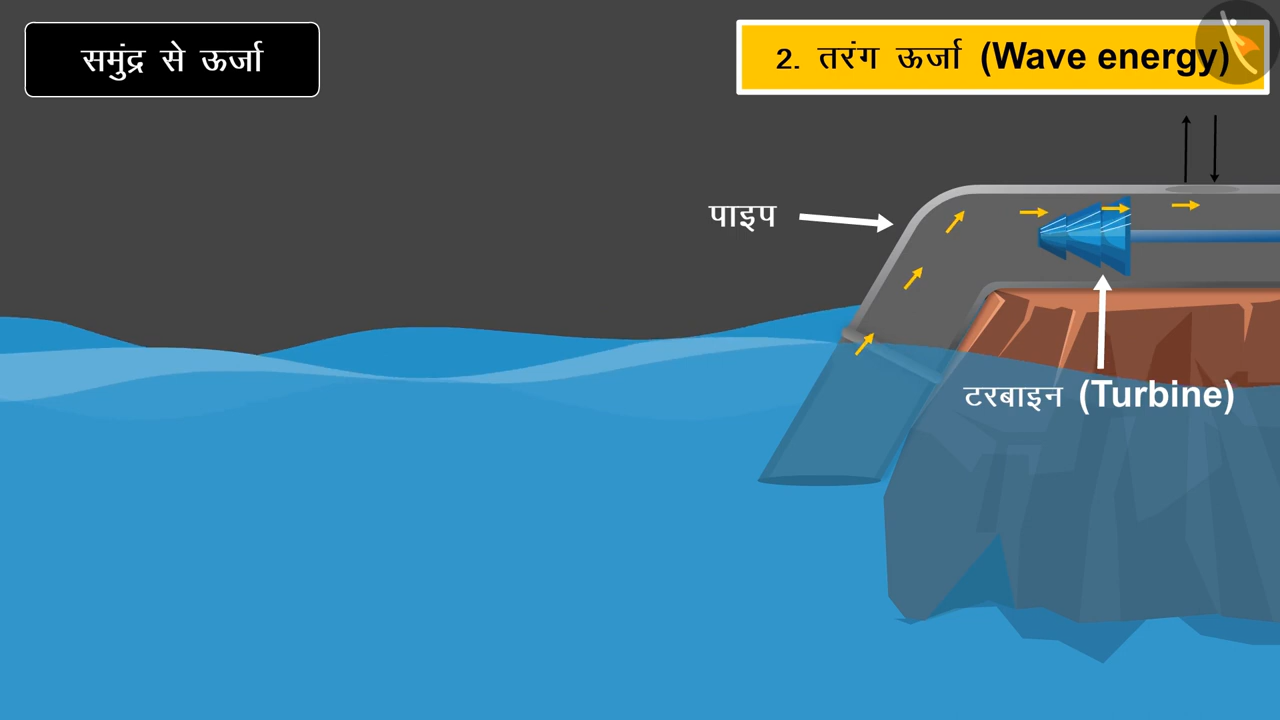 समुंद्र से ऊर्जा
2. तरंग ऊर्जा (Wave energy)
पाइप
टरबाइन (Turbine)